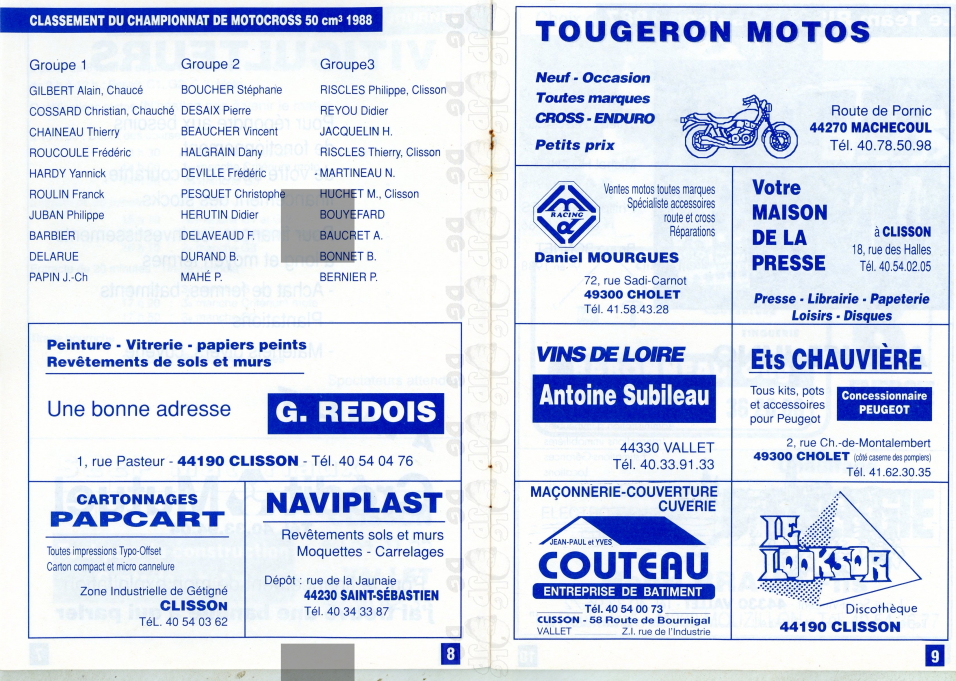 CLASSEMENT DU CHAMPIONNAT DE MOTOCROSS 50 cm³ 1988
Groupe 1
GILBERT Alain, Chaucé
COSSARD Christian, Chauché
CHAINEAU Thierry
ROUCOULE Frédéric
HARDY Yannick
ROULIN Franck
JUBAN Philippe
BARBIER
DELARUE
PAPIN J.-Ch
Groupe 2
BOUCHER Stéphane
DESAIX Pierre
BEAUCHER Vincent
HALGRAIN Dany
DEVILLE Frédéric
PESQUET Christophe
HERUTIN Didier
DELAVEAUD F.
DURAND B.
MAHÉ P.
Groupe3
RISCLES Philippe, Clisson
REYOU Didier
JACQUELIN H.
RISCLES Thierry, Clisson
MARTINEAU N.
HUCHET M., Clisson
BOUYEFARD
BAUCRET A.
BONNET B.
BERNIER P.
Peinture - Vitrerie - papiers peints
Revêtements de sols et murs
Une bonne adresse
G. REDOIS
1, rue Pasteur - 44190 CLISSON - Tél. 40 54 04 76
CARTONNAGES
PAPCART
Toutes impressions Typo-Offset
Carton compact et micro cannelure
Zone Industrielle de Gétigné
CLISSON
TéL. 40 54 03 62
NAVIPLAST
Revêtements sols et murs
Moquettes - Carrelages
Dépôt : rue de la Jaunaie
44230 SAINT-SÉBASTIEN
Tél. 40 34 33 87
8
TOUGERON MOTOS
Neuf - Occasion
Toutes marques
CROSS - ENDURO
Petits prix
Route de Pornic
44270 MACHECOUL
Tél. 40.78.50.98
RACING
Ventes motos toutes marques
Spécialiste accessoires
route et cross
Réparations
Daniel MOURGUES
72, rue Sadi-Carnot
49300 CHOLET
Tél. 41.58.43.28
Votre
MAISON
DE LA
PRESSE
à CLISSON
18, rue des Halles
Tél. 40.54.02.05
Presse - Librairie - Papeterie
Loisirs - Disques
VINS DE LOIRE
Antoine Subileau
44330 VALLET
Tél. 40.33.91.33
Ets CHAUVIÈRE
Tous kits, pots
et accessoires
pour Peugeot
Concessionnaire
PEUGEOT
2, rue Ch.-de-Montalembert
49300 CHOLET (côté caserne des pompiers)
Tél. 41.62.30.35
MAÇONNERIE-COUVERTURE
CUVERIE
JEAN-PAUL et YVES
COUTEAU
ENTREPRISE DE BATIMENT
Tél. 40 54 00 73
CLISSON - 58 Route de Bournigal
VALLET Z.I. rue de l'Industrie
LE
LOOKSOR
Discothèque
44190 CLISSON
9